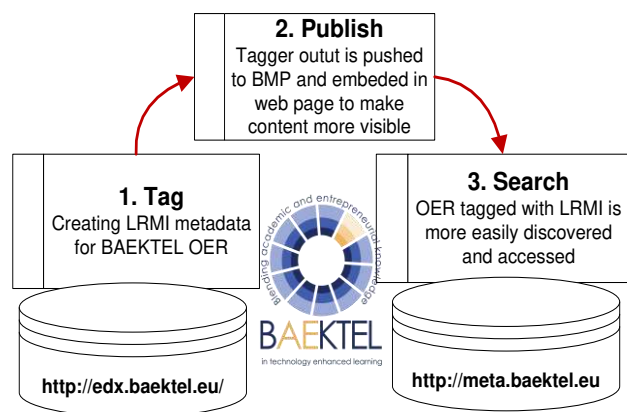 2. Publish
Tagger outut is pushed
to BMP and embeded in
web page to make
content more visible
1. Tag
Creating LRMI metadata
for BAEKTEL OER
3. Search
OER tagged with LRMI is
more easily discovered
and accessed
Blending academic and entrepreneurial knowledge
BAEKTEL
in technology enhanced learning
http://edx.baektel.eu/
http://meta.baektel.eu